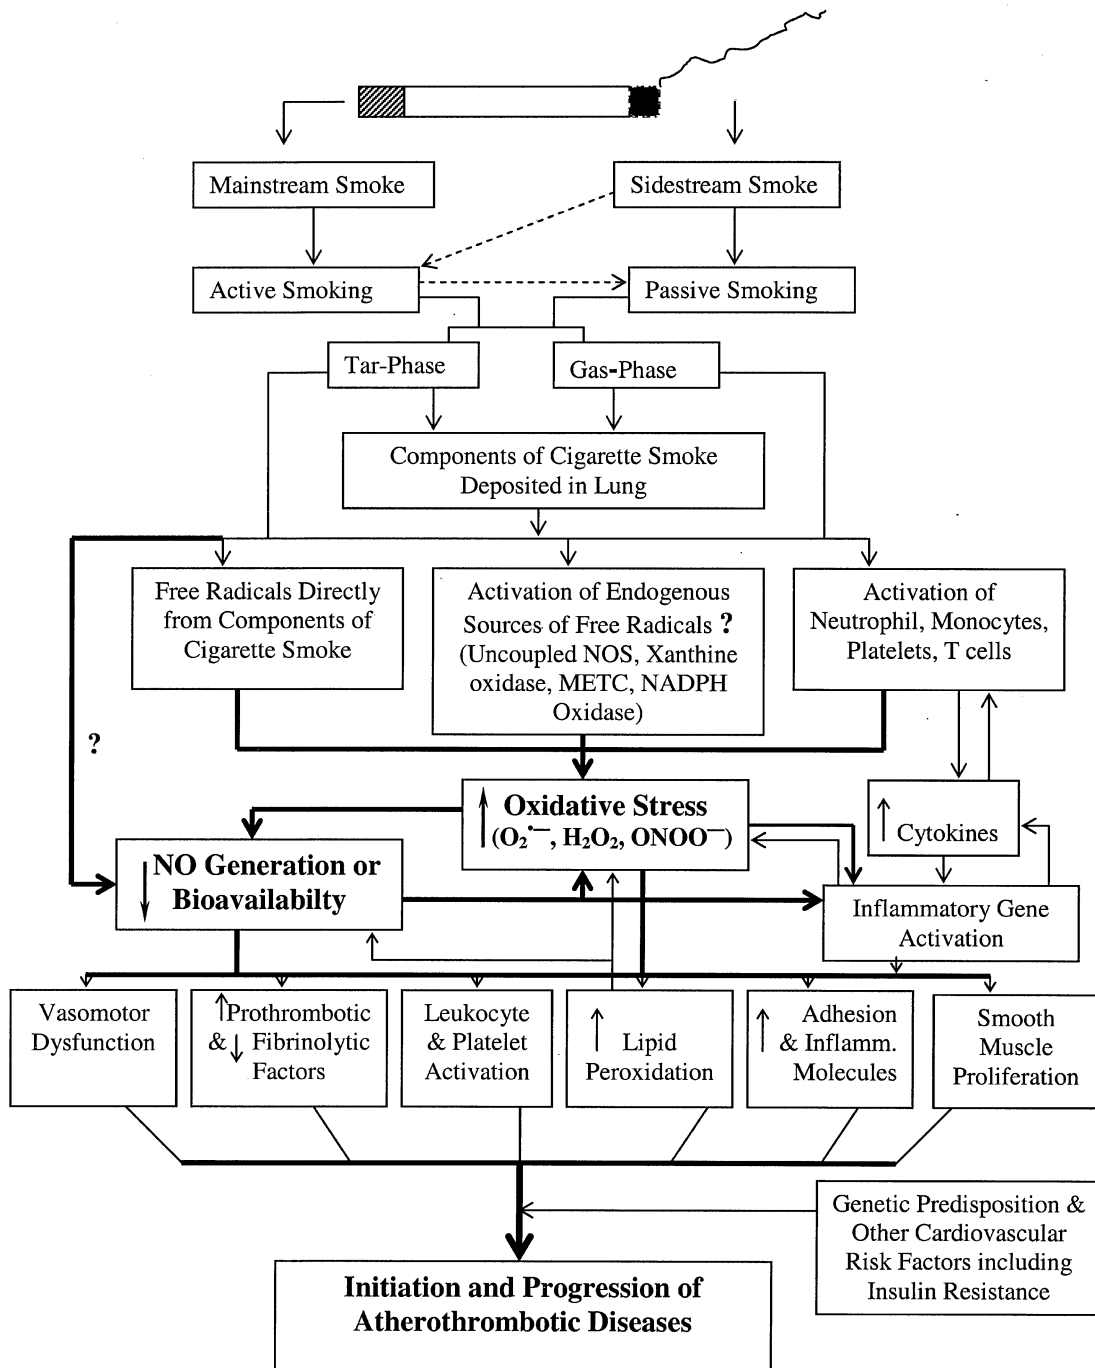 Mainstream Smoke
Sidestream Smoke
Active Smoking
Passive Smoking
Tar-Phase
Gas-Phase
Components of Cigarette Smoke
Deposited in Lung
Free Radicals Directly
from Components of
Cigarette Smoke
Activation of Endogenous
Sources of Free Radicals ?
(Uncoupled NOS, Xanthine
oxidase, METC, NADPH
Oxidase)
Activation of
Neutrophil, Monocytes,
Platelets, T cells
?
↑ Oxidative Stress
(O₂•−, H₂O₂, ONOO−)
↑ Cytokines
↓ NO Generation or
Bioavailabilty
Inflammatory Gene
Activation
Vasomotor
Dysfunction
↑Prothrombotic
& ↓ Fibrinolytic
Factors
Leukocyte
& Platelet
Activation
↑ Lipid
Peroxidation
↑ Adhesion
& Inflamm.
Molecules
Smooth
Muscle
Proliferation
Genetic Predisposition &
Other Cardiovascular
Risk Factors including
Insulin Resistance
Initiation and Progression of
Atherothrombotic Diseases